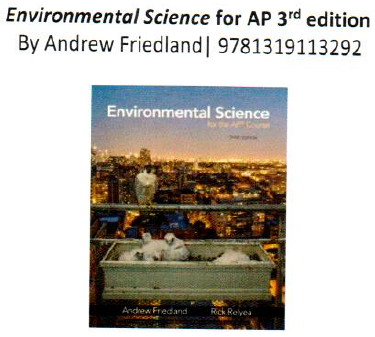 Environmental Science for AP 3rd edition
By Andrew Friedland| 9781319113292
Environmental Science
for the AP® Course
THIRD EDITION
Andrew Friedland Rick Relyea